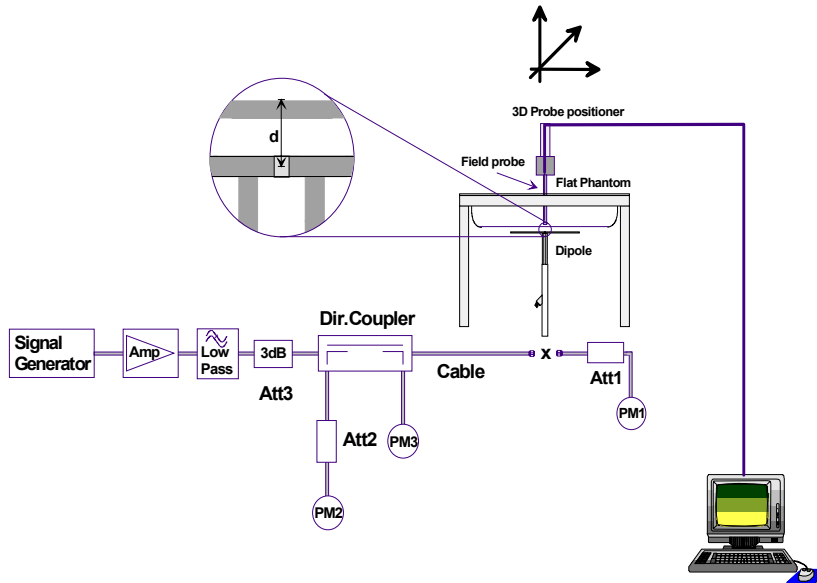 3D Probe positioner
d
Field probe
Flat Phantom
Dipole
Dir.Coupler
Signal
Generator
Amp
Low
Pass
3dB
Att3
Cable
x
Att1
PM1
Att2
PM3
PM2